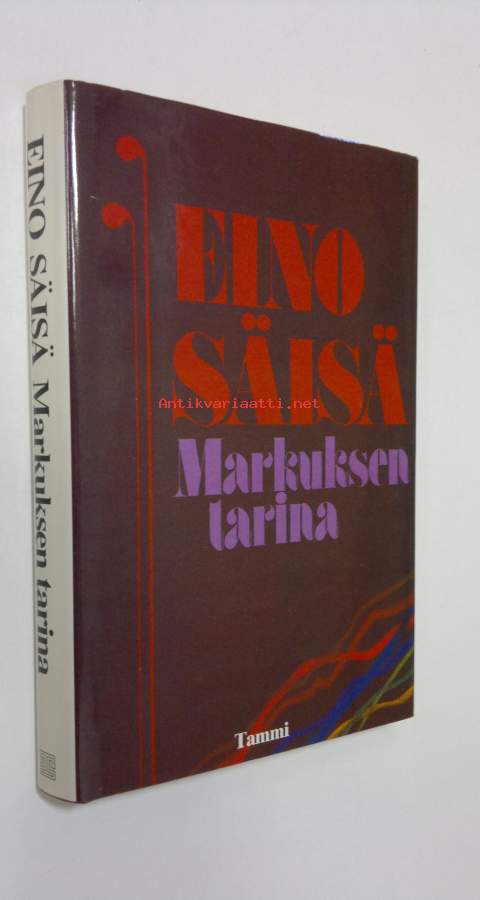 EINO SÄISÄ Markuksen tarina
EINO
SÄISÄ
Antikvariaatti.net
Markuksen
tarina
Tammi